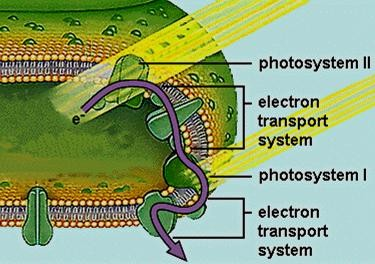 photosystem II
electron
transport
system
e-
photosystem I
electron
transport
system